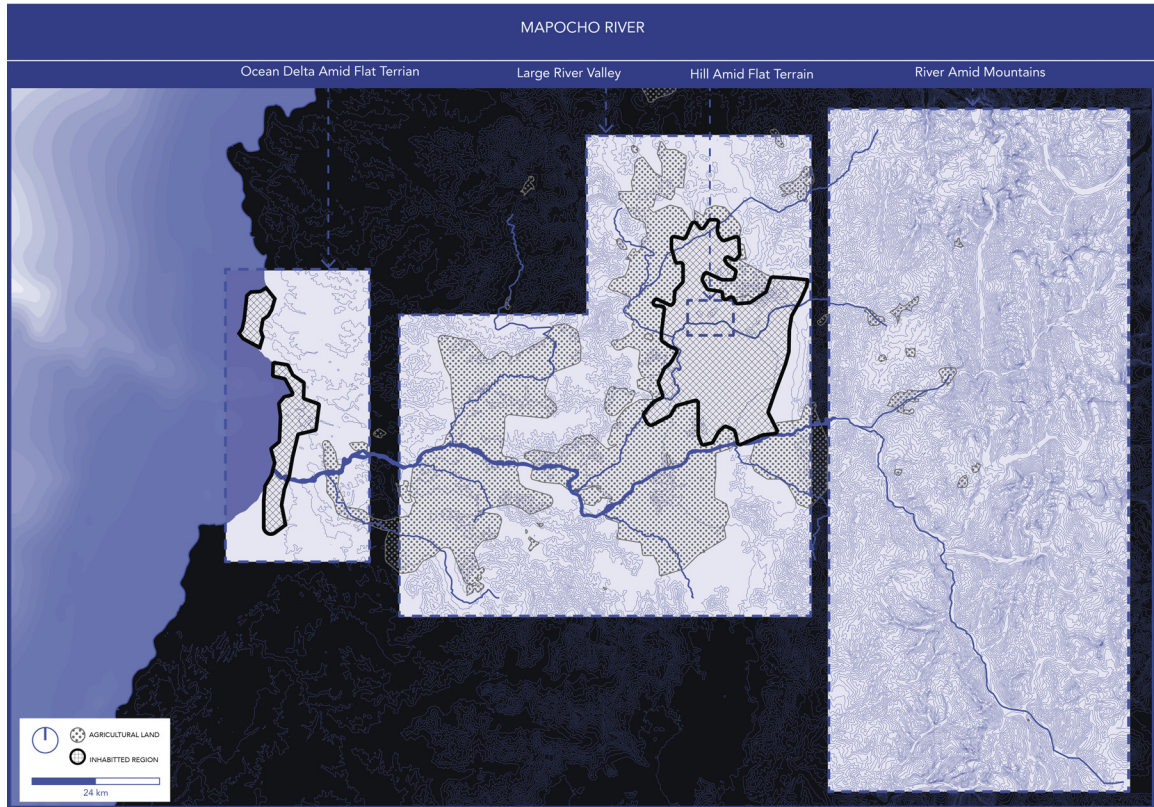 MAPOCHO RIVER
Ocean Delta Amid Flat Terrian
Large River Valley
Hill Amid Flat Terrain
River Amid Mountains
AGRICULTURAL LAND
INHABITTED REGION
24 km